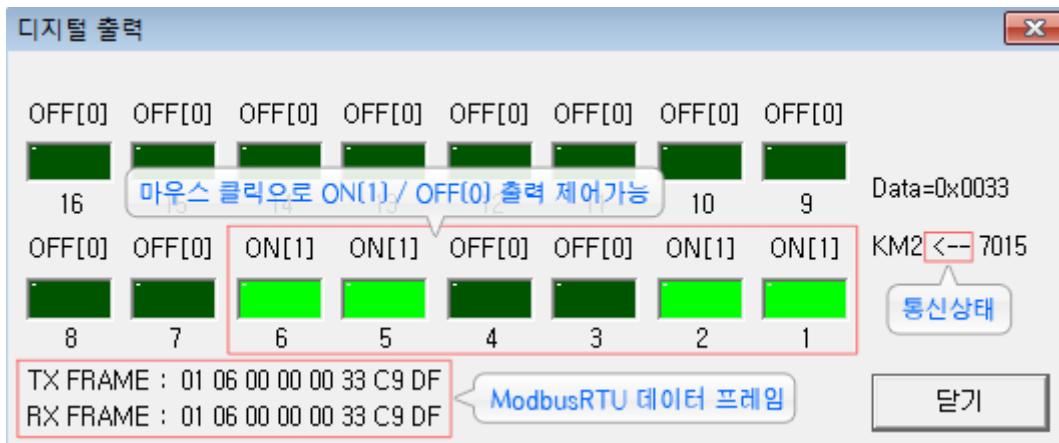 디지털 출력
OFF[0] OFF[0] OFF[0] OFF[0] OFF[0] OFF[0] OFF[0] OFF[0]
마우스 클릭으로 ON(1) / OFF(0) 출력 제어가능
16 15 14 13 12 11 10 9
Data=0x0033
OFF[0] OFF[0] ON[1] ON[1] OFF[0] OFF[0] ON[1] ON[1]
KM2 <-- 7015
통신상태
8 7 6 5 4 3 2 1
TX FRAME : 01 06 00 00 00 33 C9 DF
RX FRAME : 01 06 00 00 00 33 C9 DF
ModbusRTU 데이터 프레임
닫기